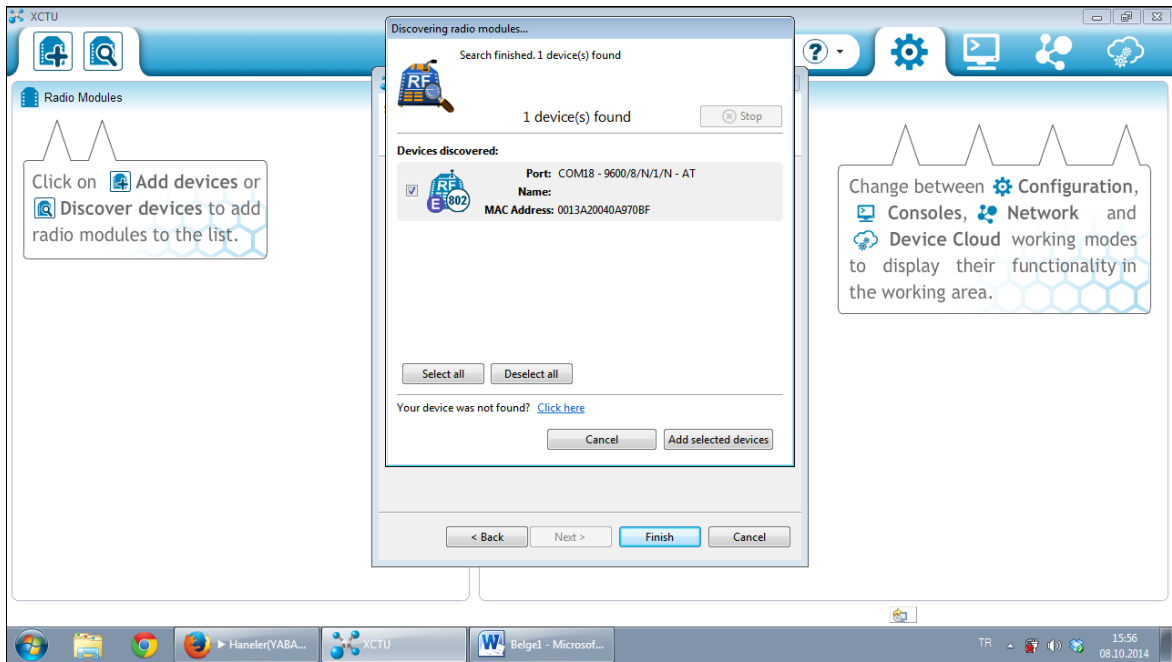 XCTU
Discovering radio modules...
Search finished. 1 device(s) found
RF
1 device(s) found
Stop
Radio Modules
Click on Add devices or
Discover devices to add
radio modules to the list.
Devices discovered:
RF
E
802
Port: COM18 - 9600/8/N/1/N - AT
Name:
MAC Address: 0013A20040A970BF
Select all
Deselect all
Your device was not found? Click here
Cancel
Add selected devices
< Back
Next >
Finish
Cancel
?
Change between Configuration,
Consoles, Network and
Device Cloud working modes
to display their functionality in
the working area.
Haneler(YABA...
XCTU
Belge1 - Microsof...
TR
15:56
08.10.2014